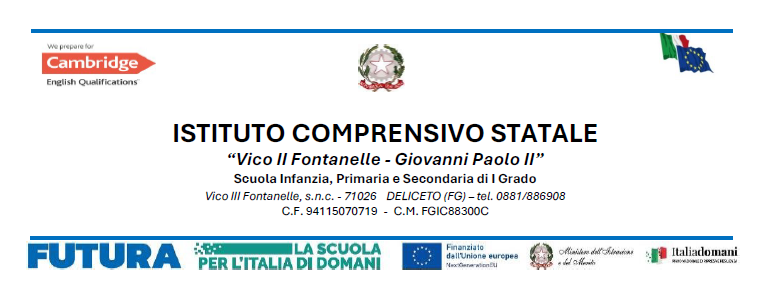 We prepare for
Cambridge
English Qualifications
ISTITUTO COMPRENSIVO STATALE
“Vico II Fontanelle - Giovanni Paolo II”
Scuola Infanzia, Primaria e Secondaria di I Grado
Vico III Fontanelle, s.n.c. - 71026 DELICETO (FG) – tel. 0881/886908
C.F. 94115070719 - C.M. FGIC88300C
FUTURA
LA SCUOLA
PER L'ITALIA DI DOMANI
Finanziato
dall'Unione europea
NextGenerationEU
Ministero dell'Istruzione
e del Merito
Italiadomani